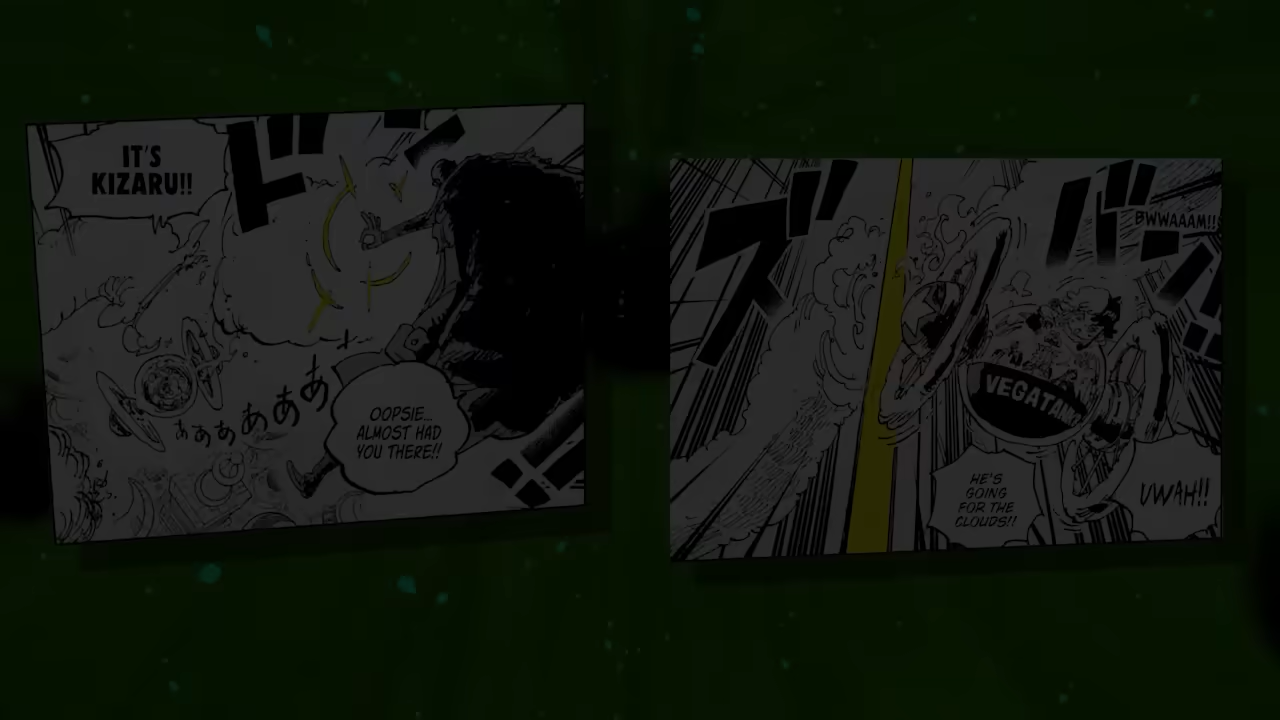 IT'S
KIZARU!!
ド
ああああああ
OOPSIE...
ALMOST HAD
YOU THERE!!
BWWAAAM!!
VEGATANK
HE'S
GOING
FOR THE
CLOUDS!!
UWAH!!